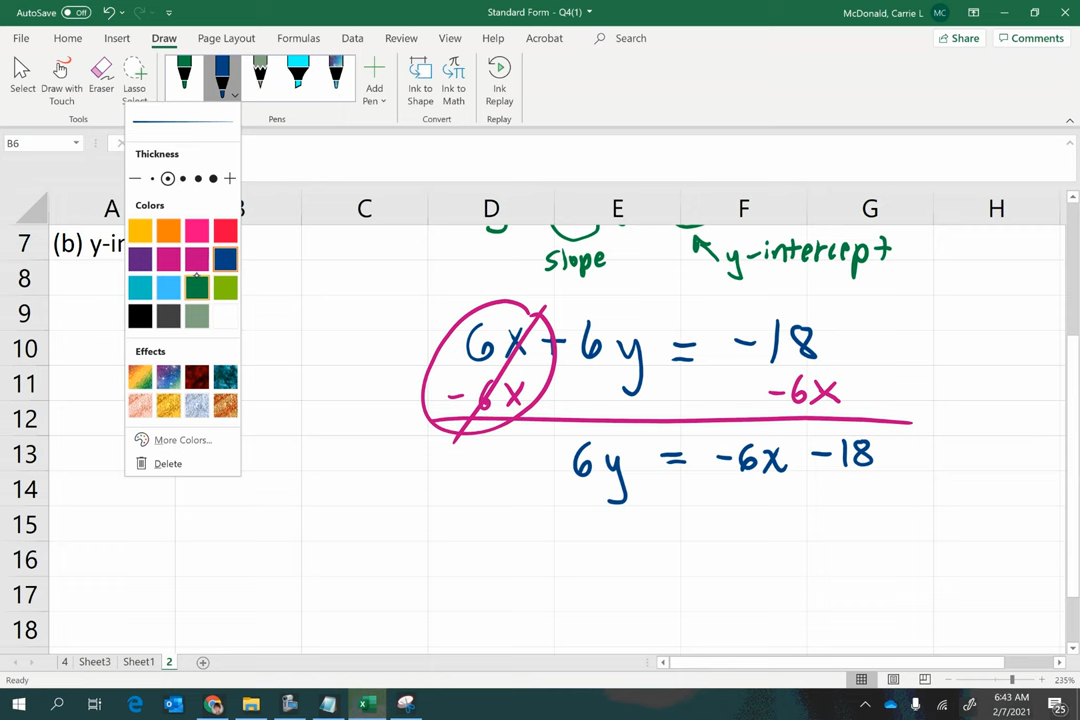 AutoSave Off Standard Form - Q4(1) McDonald, Carrie L MC
File Home Insert Draw Page Layout Formulas Data Review View Help Acrobat Search Share Comments
Select Draw with Touch Eraser Lasso Select Add Pen Ink to Shape Ink to Math Ink Replay
Tools Pens Convert Replay
B6
Thickness
Colors
Effects
More Colors...
Delete
A B C D E F G H
7 (b) y-in
slope y-intercept
8
9
10 6x + 6y = -18
11 -6x -6x
12
13 6y = -6x -18
14
15
16
17
18
4 Sheet3 Sheet1 2
Ready 235%
6:43 AM
2/7/2021
25